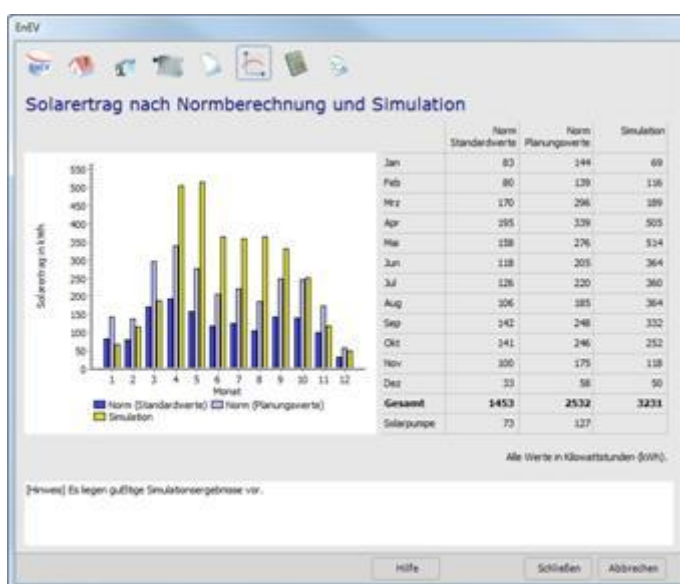 EnEV
EnEV
Solarertrag nach Normberechnung und Simulation
Norm Standardwerte Norm Planungswerte Simulation
Jan 83 144 69
Feb 80 139 116
Mrz 170 296 189
Apr 195 339 505
Mai 158 276 514
Jun 118 205 364
Jul 126 220 360
Aug 106 185 364
Sep 142 248 332
Okt 141 246 252
Nov 100 175 118
Dez 33 58 50
Gesamt 1453 2532 3231
Solarpumpe 73 127
Alle Werte in Kilowattstunden (kWh).
Solarertrag in kWh
550
500
450
400
350
300
250
200
150
100
50
0
1 2 3 4 5 6 7 8 9 10 11 12
Monat
Norm (Standardwerte) Norm (Planungswerte)
Simulation
[Hinweis] Es liegen gußltige Simulationsergebnisse vor.
Hilfe Schließen Abbrechen